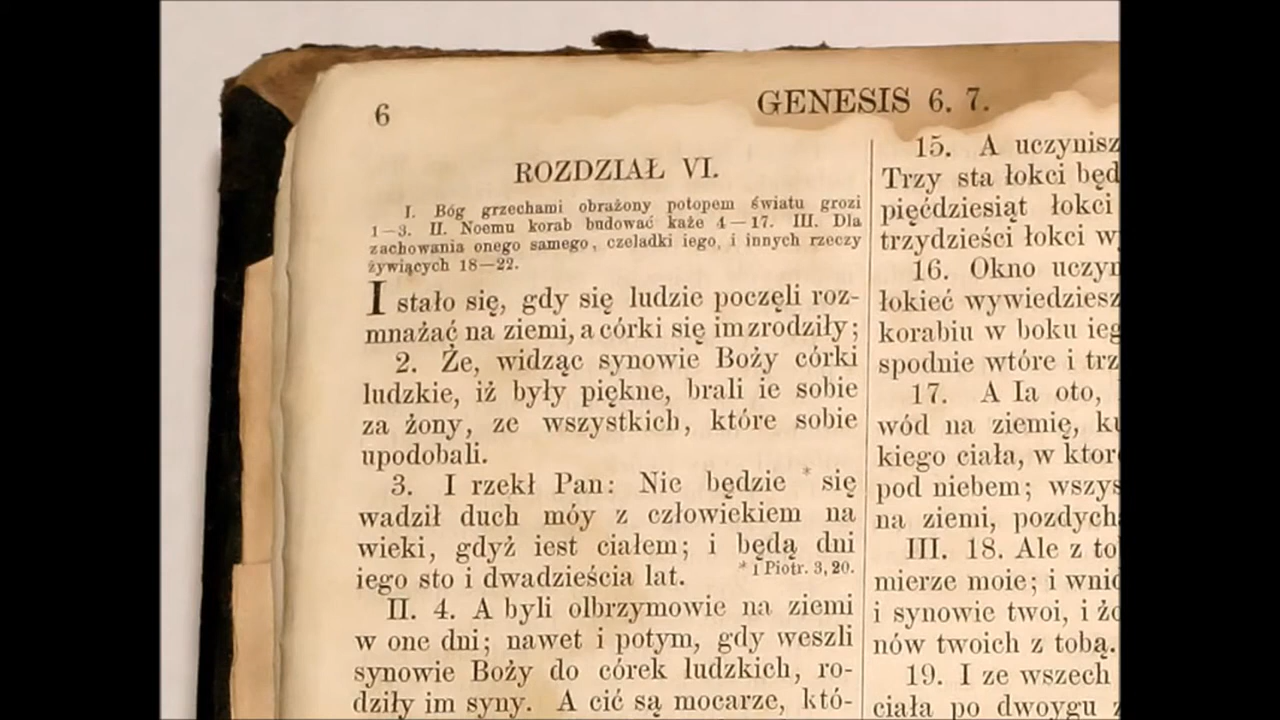 6
GENESIS 6. 7.
ROZDZIAŁ VI.
I. Bóg grzechami obrażony potopem światu grozi
1—3. II. Noemu korab budować każe 4—17. III. Dla
zachowania onego samego, czeladki iego, i innych rzeczy
żywiących 18—22.
I stało się, gdy się ludzie poczęli roz-
mnażać na ziemi, a córki się im zrodziły;
2. Że, widząc synowie Boży córki
ludzkie, iż były piękne, brali ie sobie
za żony, ze wszystkich, które sobie
upodobali.
3. I rzekł Pan: Nie będzie * się
wadził duch móy z człowiekiem na
wieki, gdyż iest ciałem; i będą dni
iego sto i dwadzieścia lat. * 1 Piotr. 3, 20.
II. 4. A byli olbrzymowie na ziemi
w one dni; nawet i potym, gdy weszli
synowie Boży do córek ludzkich, ro-
dziły im syny. A cić są mocarze, któ-
15. A uczynisz
Trzy sta łokci będ
pięćdziesiąt łokci
trzydzieści łokci
16. Okno uczyn
łokieć wywiedziesz
korabiu w boku ieg
spodnie wtóre i trz
17. A Ia oto,
wód na ziemię,
kiego ciała, w ktor
pod niebem; wszys
na ziemi, pozdych
III. 18. Ale z to
mierze moie; i wni
i synowie twoi, i żo
nów twoich z tobą.
19. I ze wszech
ciała po dwoygu